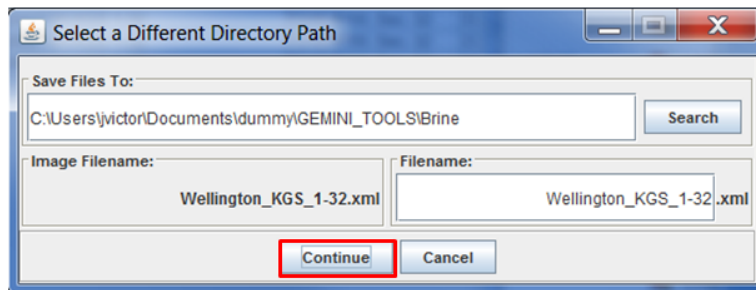 Select a Different Directory Path
Save Files To:
C:\Users\jvictor\Documents\dummy\GEMINI_TOOLS\Brine
Search
Image Filename:
Wellington_KGS_1-32.xml
Filename:
Wellington_KGS_1-32 .xml
Continue
Cancel